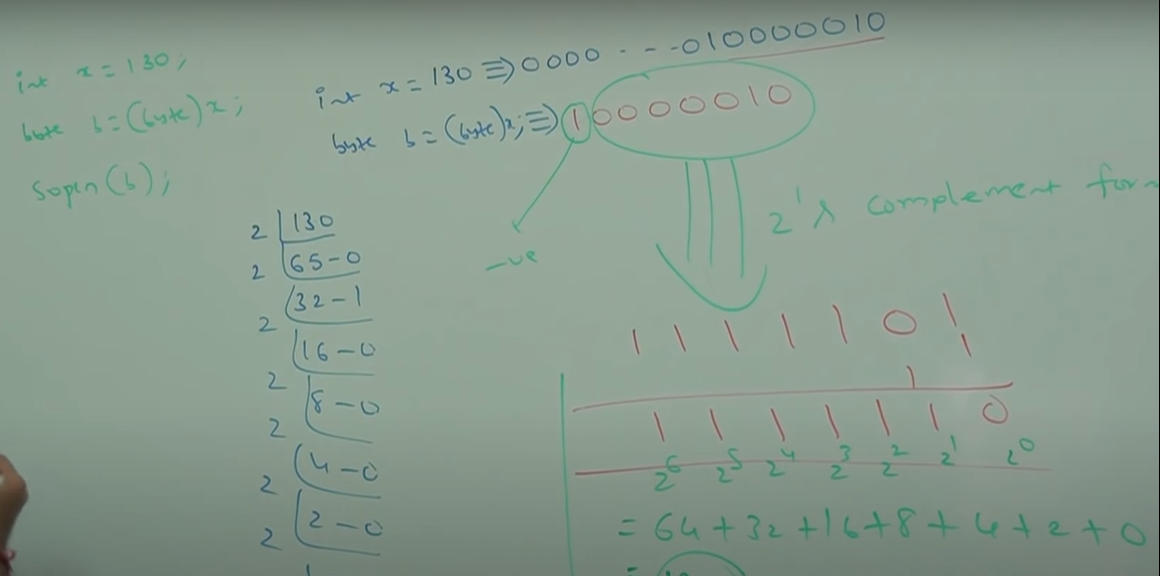 int x = 130;
byte b = (byte)x;
Sopln(b);
int x = 130 ⇒ 0000 - - - 010000010
byte b = (byte)x; ⇒ 10000010
-ve
2's complement
2 | 130
2 | 65 - 0
2 | 32 - 1
2 | 16 - 0
2 | 8 - 0
2 | 4 - 0
2 | 2 - 0
1 1 1 1 1 0 1
1
1
1 1 1 1 1 1 0
2^6 2^5 2^4 2^3 2^2 2^1 2^0
= 64 + 32 + 16 + 8 + 4 + 2 + 0
=